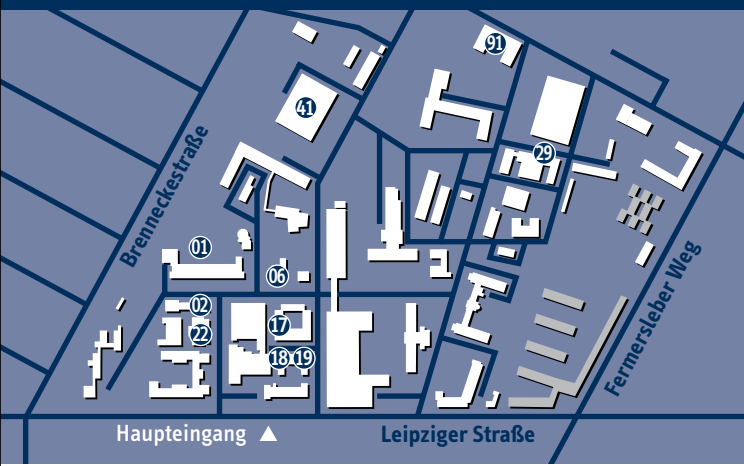 91
41
29
Brenneckestraße
01
06
02
22
17
18 19
Fermersleber Weg
Haupteingang
Leipziger Straße